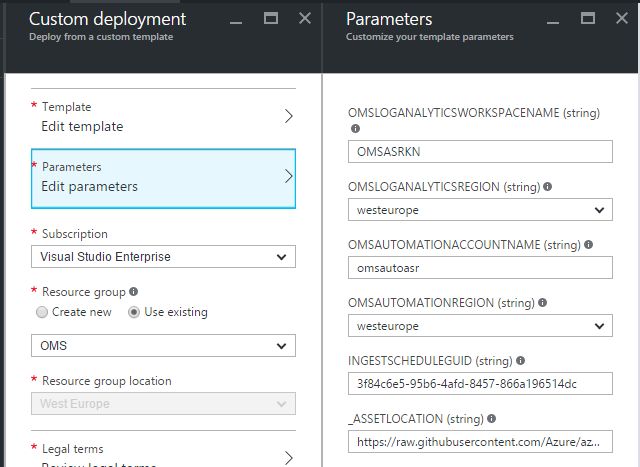 Custom deployment
Deploy from a custom template
* Template
Edit template
* Parameters
Edit parameters
* Subscription
Visual Studio Enterprise
* Resource group
Create new
Use existing
OMS
* Resource group location
West Europe
* Legal terms
Review legal terms
Parameters
Customize your template parameters
OMSLOGANALYTICSWORKSPACENAME (string)
OMSASRKN
OMSLOGANALYTICSREGION (string)
westeurope
OMSAUTOMATIONACCOUNTNAME (string)
omsautoasr
OMSAUTOMATIONREGION (string)
westeurope
INGESTSCHEDULEGUID (string)
3f84c6e5-95b6-4afd-8457-866a196514dc
_ASSETLOCATION (string)
https://raw.githubusercontent.com/Azure/az...